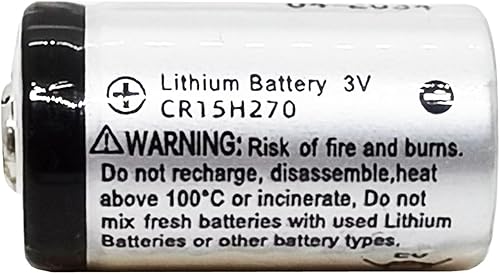 Lithium Battery 3V
CR15H270
WARNING: Risk of fire and burns.
Do not recharge, disassemble,heat
above 100°C or incinerate, Do not
mix fresh batteries with used Lithium
Batteries or other battery types.